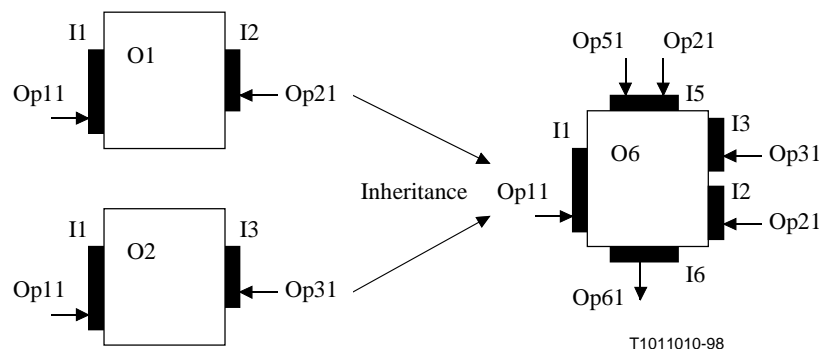 I1 I2 O1
Op11 Op21
I1 I3 O2
Op11 Op31
Inheritance
Op51 Op21
I5
I1 I3
O6
Op31
Op11
I2
Op21
I6
Op61
T1011010-98